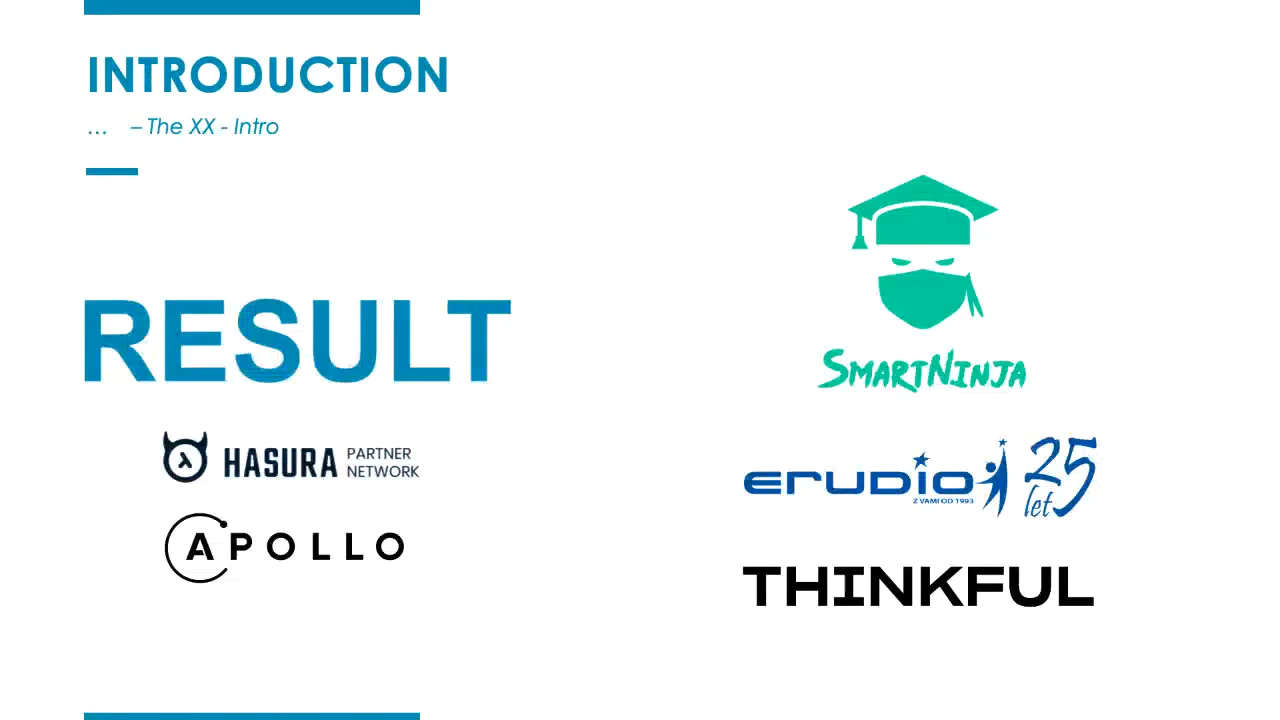 INTRODUCTION
... – The XX - Intro
RESULT
HASURA PARTNER NETWORK
APOLLO
SMARTNINJA
erudio 25 let
Z VAMI OD 1993
THINKFUL